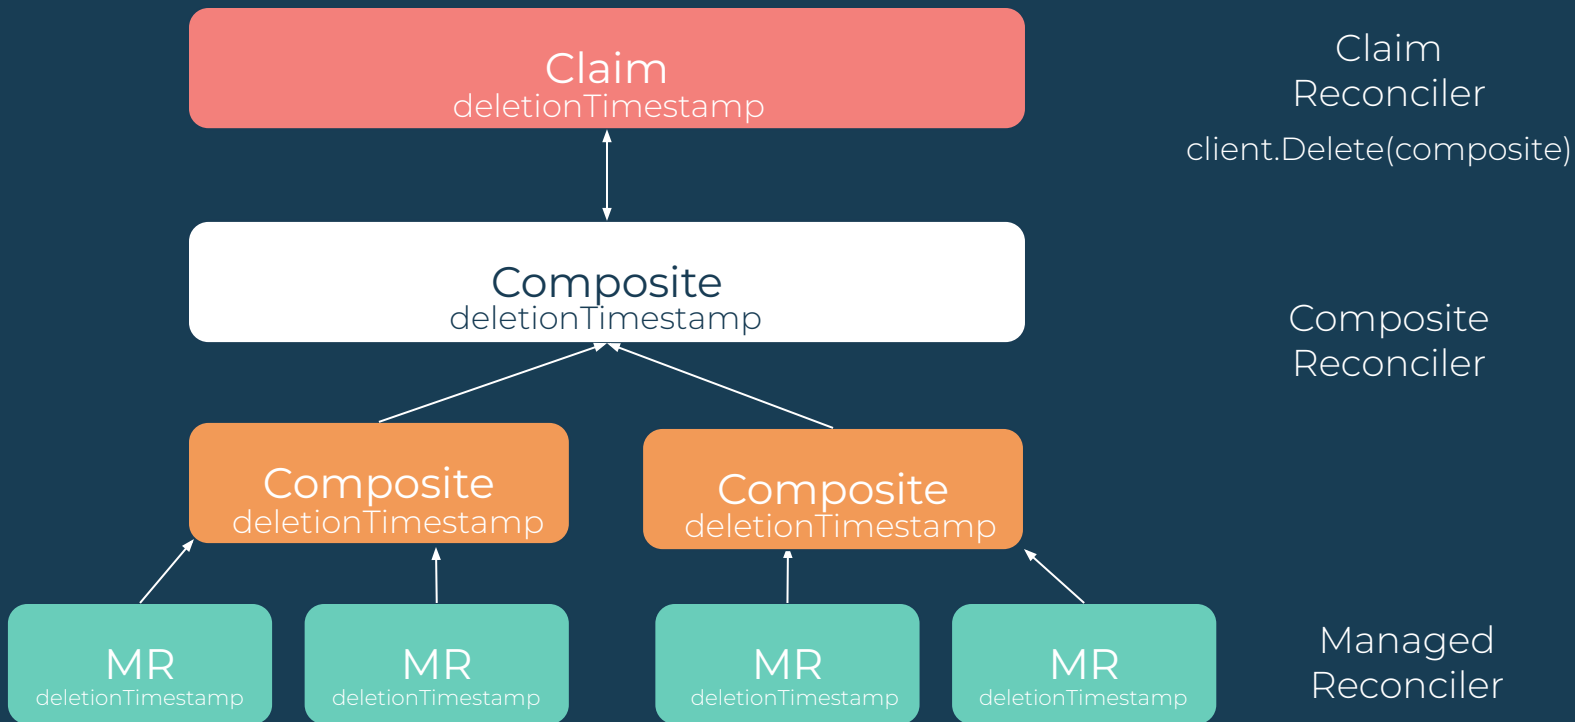 Claim
deletionTimestamp
Claim
Reconciler
client.Delete(composite)
Composite
deletionTimestamp
Composite
Reconciler
Composite
deletionTimestamp
Composite
deletionTimestamp
MR
deletionTimestamp
MR
deletionTimestamp
MR
deletionTimestamp
MR
deletionTimestamp
Managed
Reconciler